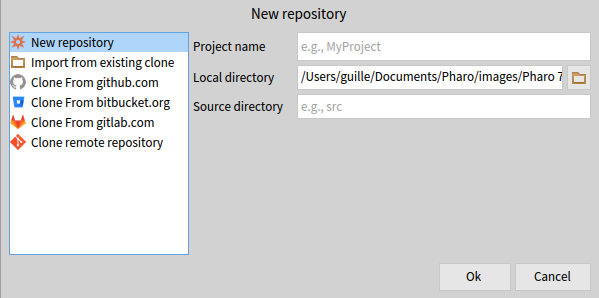 New repository
New repository
Import from existing clone
Clone From github.com
Clone From bitbucket.org
Clone From gitlab.com
Clone remote repository
Project name e.g., MyProject
Local directory /Users/guille/Documents/Pharo/images/Pharo 7
Source directory e.g., src
Ok Cancel